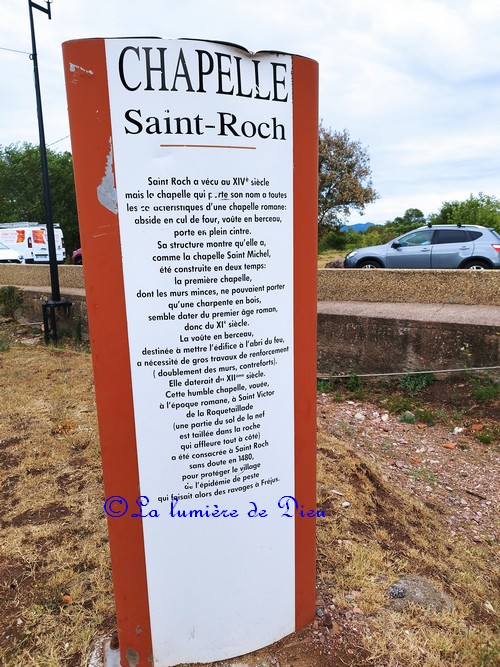 CHAPELLE
Saint-Roch
Saint Roch a vécu au XIVᵉ siècle
mais le chapelle qui porte son nom a toutes
les caractéristiques d'une chapelle romane:
abside en cul de four, voûte en berceau,
porte en plein cintre.
Sa structure montre qu'elle a,
comme la chapelle Saint Michel,
été construite en deux temps:
la première chapelle,
dont les murs minces, ne pouvaient porter
qu'une charpente en bois,
semble dater du premier âge roman,
donc du XIᵉ siècle.
La voûte en berceau,
destinée à mettre l'édifice à l'abri du feu,
a nécessité de gros travaux de renforcement
( doublement des murs, contreforts).
Elle daterait du XIIᵉᵐᵉ siècle.
Cette humble chapelle, vouée,
à l'époque romane, à Saint Victor
de la Roquetaillade
(une partie du sol de la nef
est taillée dans la roche
qui affleure tout à côté)
a été consacrée à Saint Roch
sans doute en 1480,
pour protéger le village
de l'épidémie de peste
qui faisait alors des ravages à Fréjus.
©La lumière de Dieu